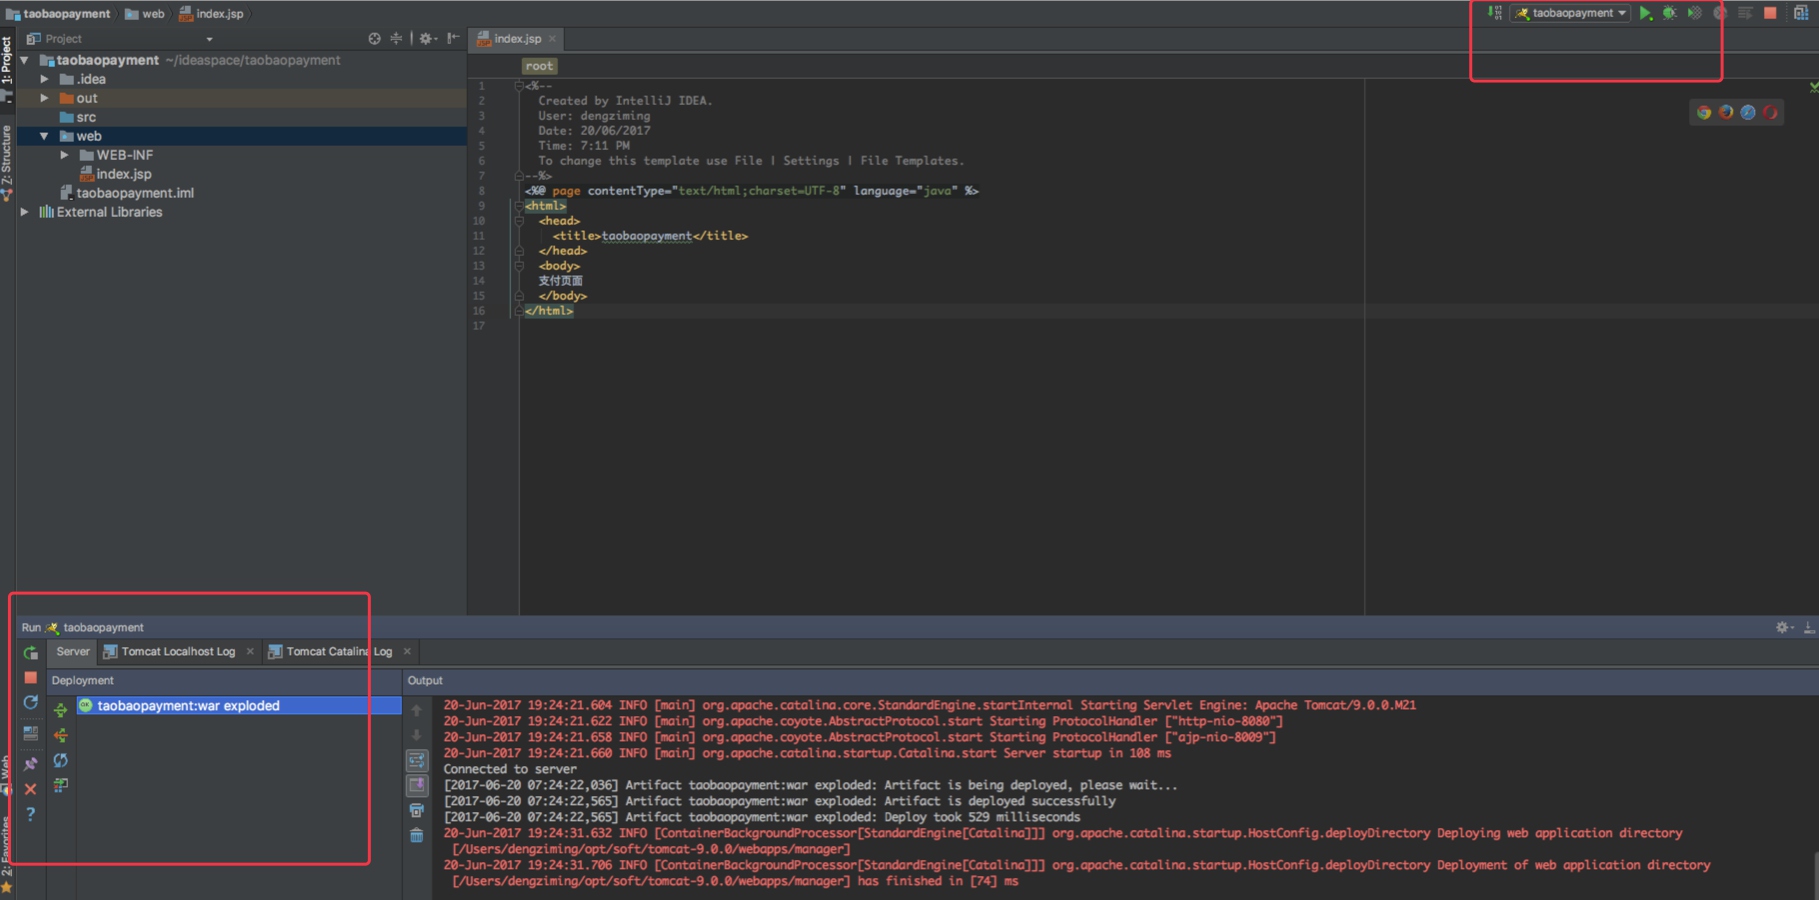 taobaopayment
web
index.jsp
taobaopayment
1: Project
Project
index.jsp
taobaopayment ~/ideaspace/taobaopayment
.idea
out
src
web
WEB-INF
index.jsp
taobaopayment.iml
External Libraries
Z: Structure
root
1 <%--
2 Created by IntelliJ IDEA.
3 User: dengziming
4 Date: 20/06/2017
5 Time: 7:11 PM
6 To change this template use File | Settings | File Templates.
7 --%>
8 <%@ page contentType="text/html;charset=UTF-8" language="java" %>
9 <html>
10 <head>
11 <title>taobaopayment</title>
12 </head>
13 <body>
14 支付页面
15 </body>
16 </html>
17
Run taobaopayment
Server
Tomcat Localhost Log
Tomcat Catalina Log
Deployment
Output
taobaopayment:war exploded
Web
2: Favorites
20-Jun-2017 19:24:21.604 INFO [main] org.apache.catalina.core.StandardEngine.startInternal Starting Servlet Engine: Apache Tomcat/9.0.0.M21
20-Jun-2017 19:24:21.622 INFO [main] org.apache.coyote.AbstractProtocol.start Starting ProtocolHandler ["http-nio-8080"]
20-Jun-2017 19:24:21.658 INFO [main] org.apache.coyote.AbstractProtocol.start Starting ProtocolHandler ["ajp-nio-8009"]
20-Jun-2017 19:24:21.660 INFO [main] org.apache.catalina.startup.Catalina.start Server startup in 108 ms
Connected to server
[2017-06-20 07:24:22,036] Artifact taobaopayment:war exploded: Artifact is being deployed, please wait...
[2017-06-20 07:24:22,565] Artifact taobaopayment:war exploded: Artifact is deployed successfully
[2017-06-20 07:24:22,565] Artifact taobaopayment:war exploded: Deploy took 529 milliseconds
20-Jun-2017 19:24:31.632 INFO [ContainerBackgroundProcessor[StandardEngine[Catalina]]] org.apache.catalina.startup.HostConfig.deployDirectory Deploying web application directory
[/Users/dengziming/opt/soft/tomcat-9.0.0/webapps/manager]
20-Jun-2017 19:24:31.706 INFO [ContainerBackgroundProcessor[StandardEngine[Catalina]]] org.apache.catalina.startup.HostConfig.deployDirectory Deployment of web application directory
[/Users/dengziming/opt/soft/tomcat-9.0.0/webapps/manager] has finished in [74] ms